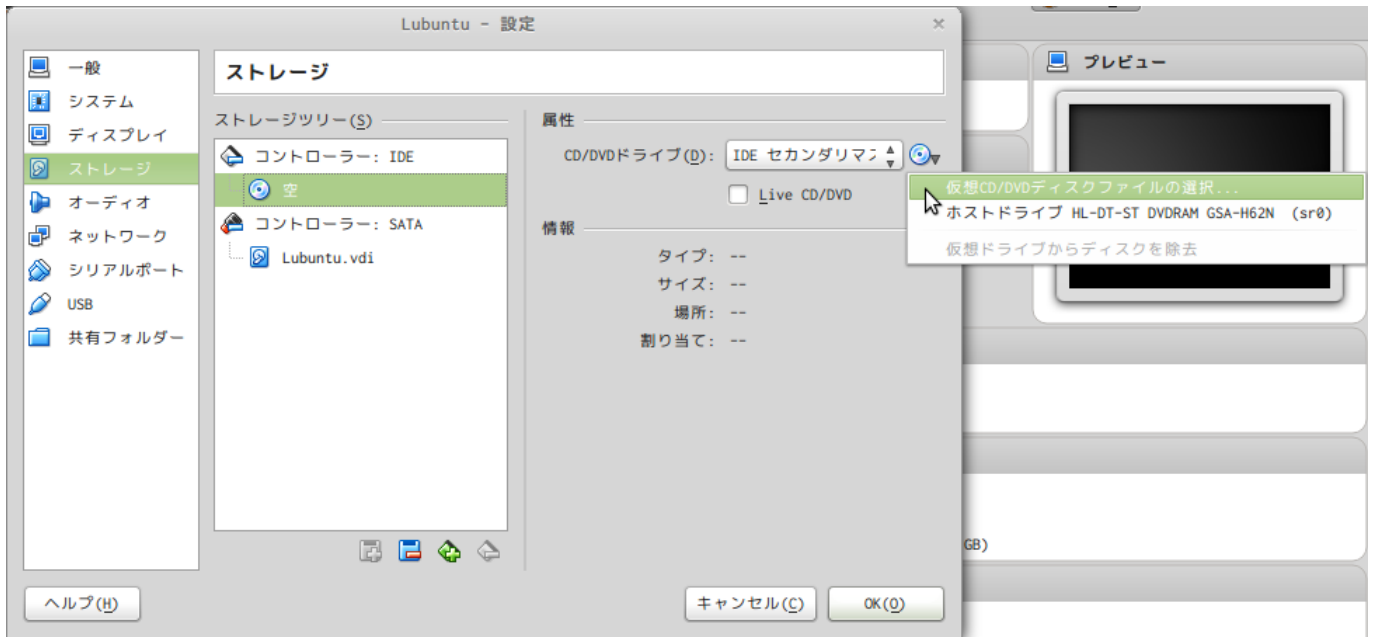 Lubuntu - 設定
一般
システム
ディスプレイ
ストレージ
オーディオ
ネットワーク
シリアルポート
USB
共有フォルダー
ストレージ
ストレージツリー(S)
コントローラー: IDE
空
コントローラー: SATA
Lubuntu.vdi
属性
CD/DVDドライブ(D): IDE セカンダリマス
Live CD/DVD
情報
タイプ: --
サイズ: --
場所: --
割り当て: --
仮想CD/DVDディスクファイルの選択...
ホストドライブ HL-DT-ST DVDRAM GSA-H62N (sr0)
仮想ドライブからディスクを除去
プレビュー
GB)
ヘルプ(H)
キャンセル(C)
OK(O)